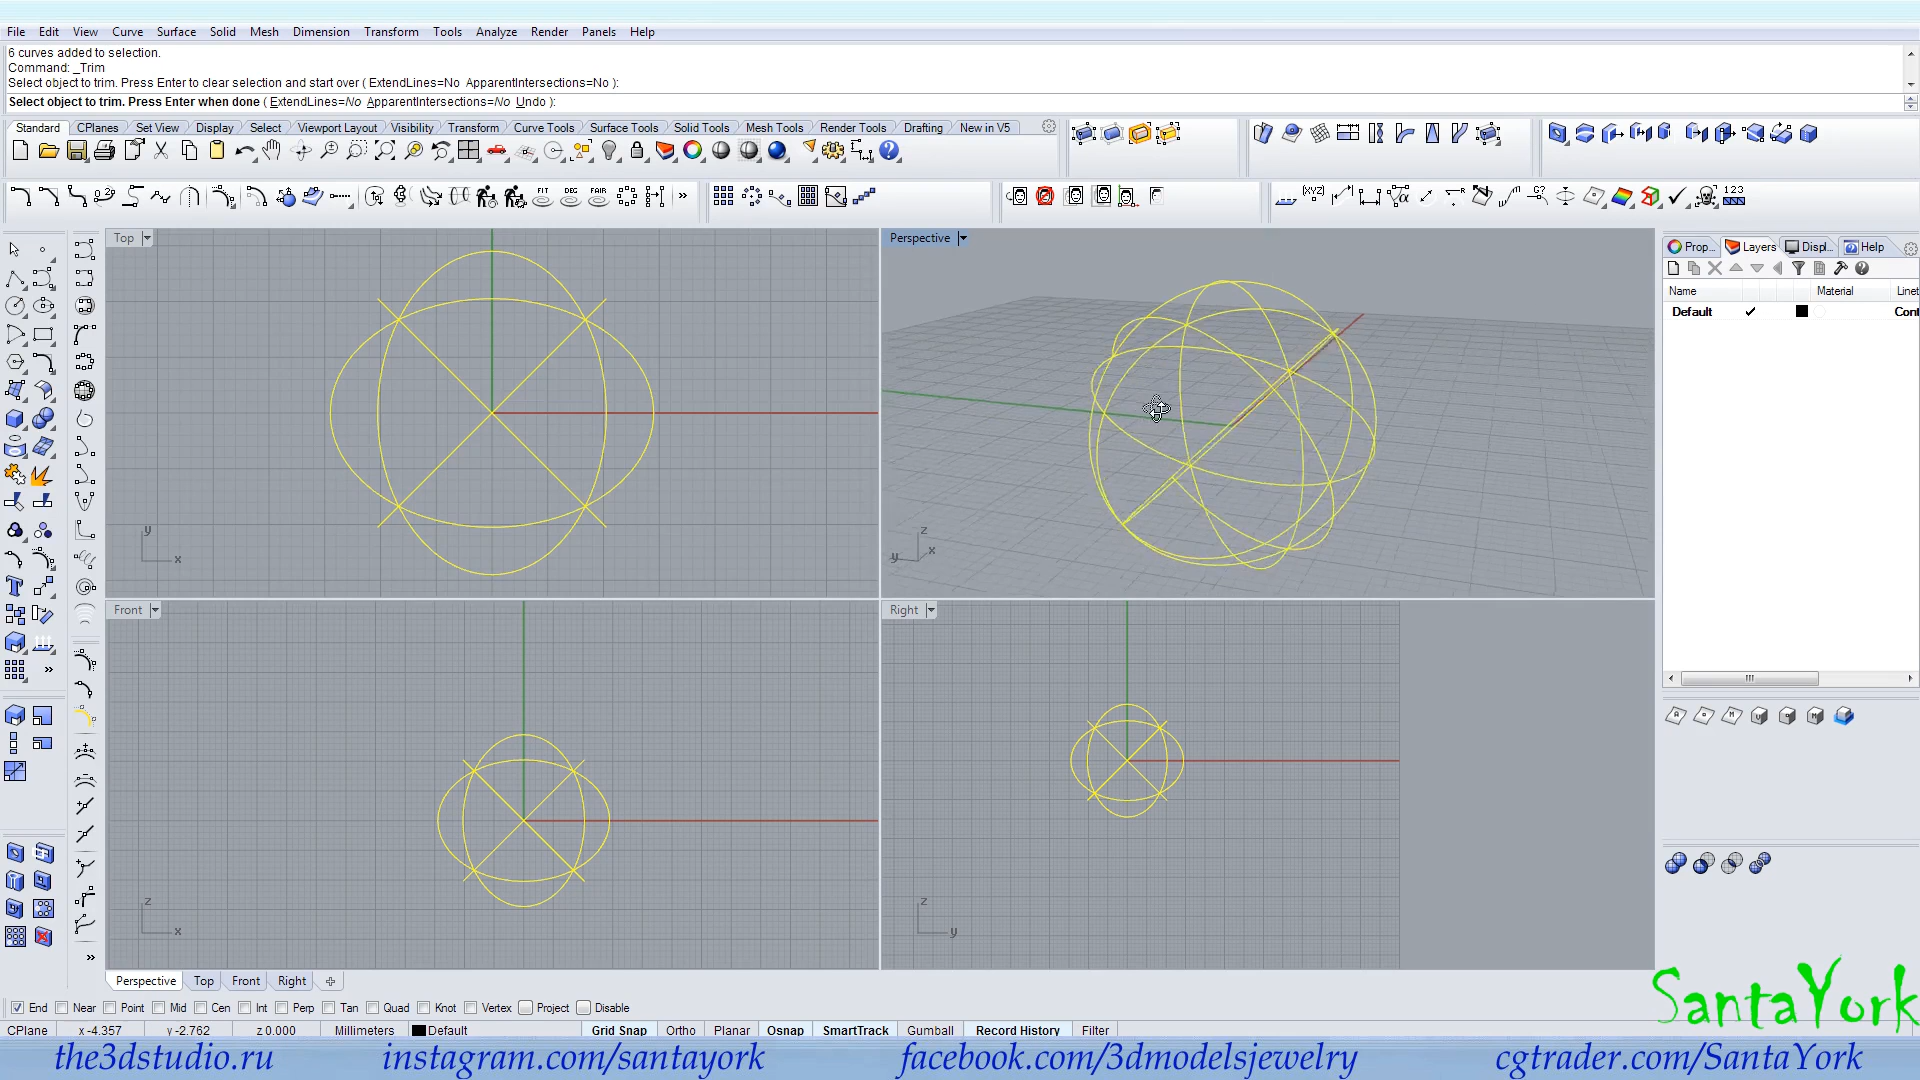 File Edit View Curve Surface Solid Mesh Dimension Transform Tools Analyze Render Panels Help
6 curves added to selection.
Command: _Trim
Select object to trim. Press Enter to clear selection and start over ( ExtendLines=No ApparentIntersections=No ):
Select object to trim. Press Enter when done ( ExtendLines=No ApparentIntersections=No Undo ):
Standard CPlanes Set View Display Select Viewport Layout Visibility Transform Curve Tools Surface Tools Solid Tools Mesh Tools Render Tools Drafting New in V5
FIT DEG FAIR » (XYZ) G? 123
Top Perspective
Prop... Layers Displ... Help
Name Material Linet
Default Cont
y x
z x y
Front Right
z x
z y
Perspective Top Front Right
End Near Point Mid Cen Int Perp Tan Quad Knot Vertex Project Disable
CPlane x -4.357 y -2.762 z 0.000 Millimeters Default Grid Snap Ortho Planar Osnap SmartTrack Gumball Record History Filter
SantaYork
the3dstudio.ru instagram.com/santayork facebook.com/3dmodelsjewelry cgtrader.com/SantaYork